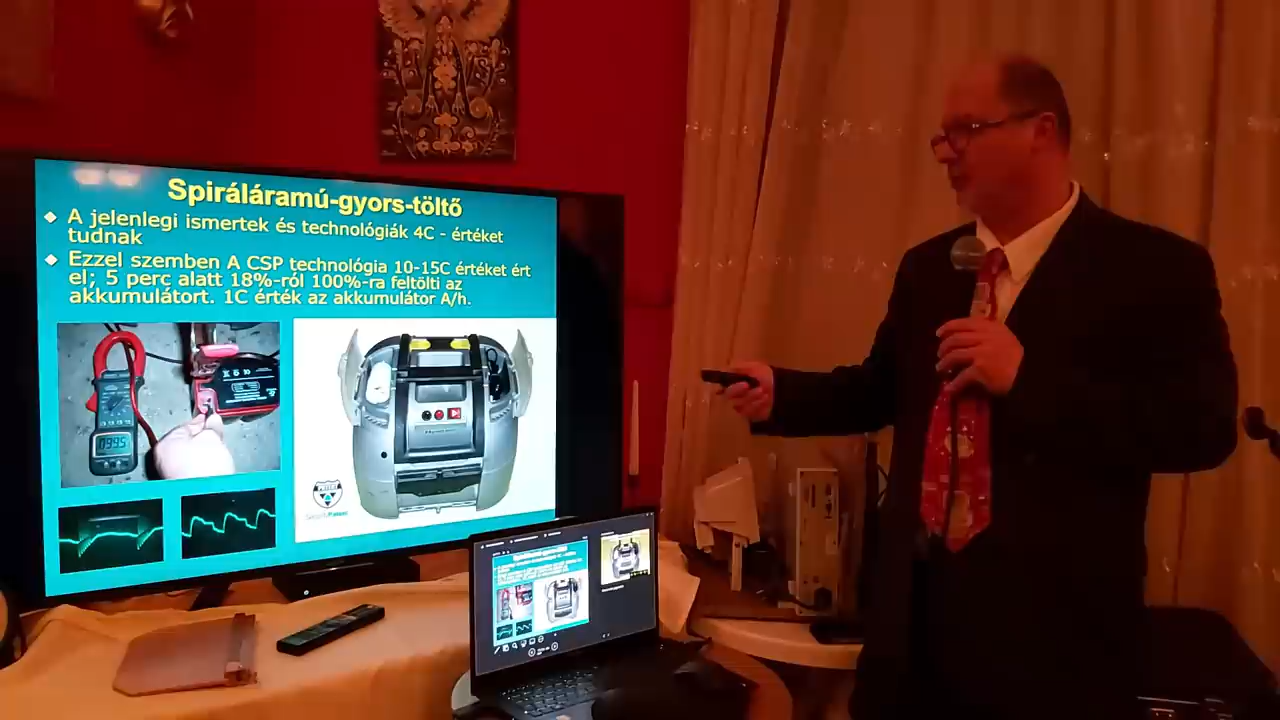 Spiráláramú-gyors-töltő
A jelenlegi ismertek és technológiák 4C - értéket
tudnak
Ezzel szemben A CSP technológia 10-15C értéket ért
el; 5 perc alatt 18%-ról 100%-ra feltölti az
akkumulátort. 1C érték az akkumulátor A/h.